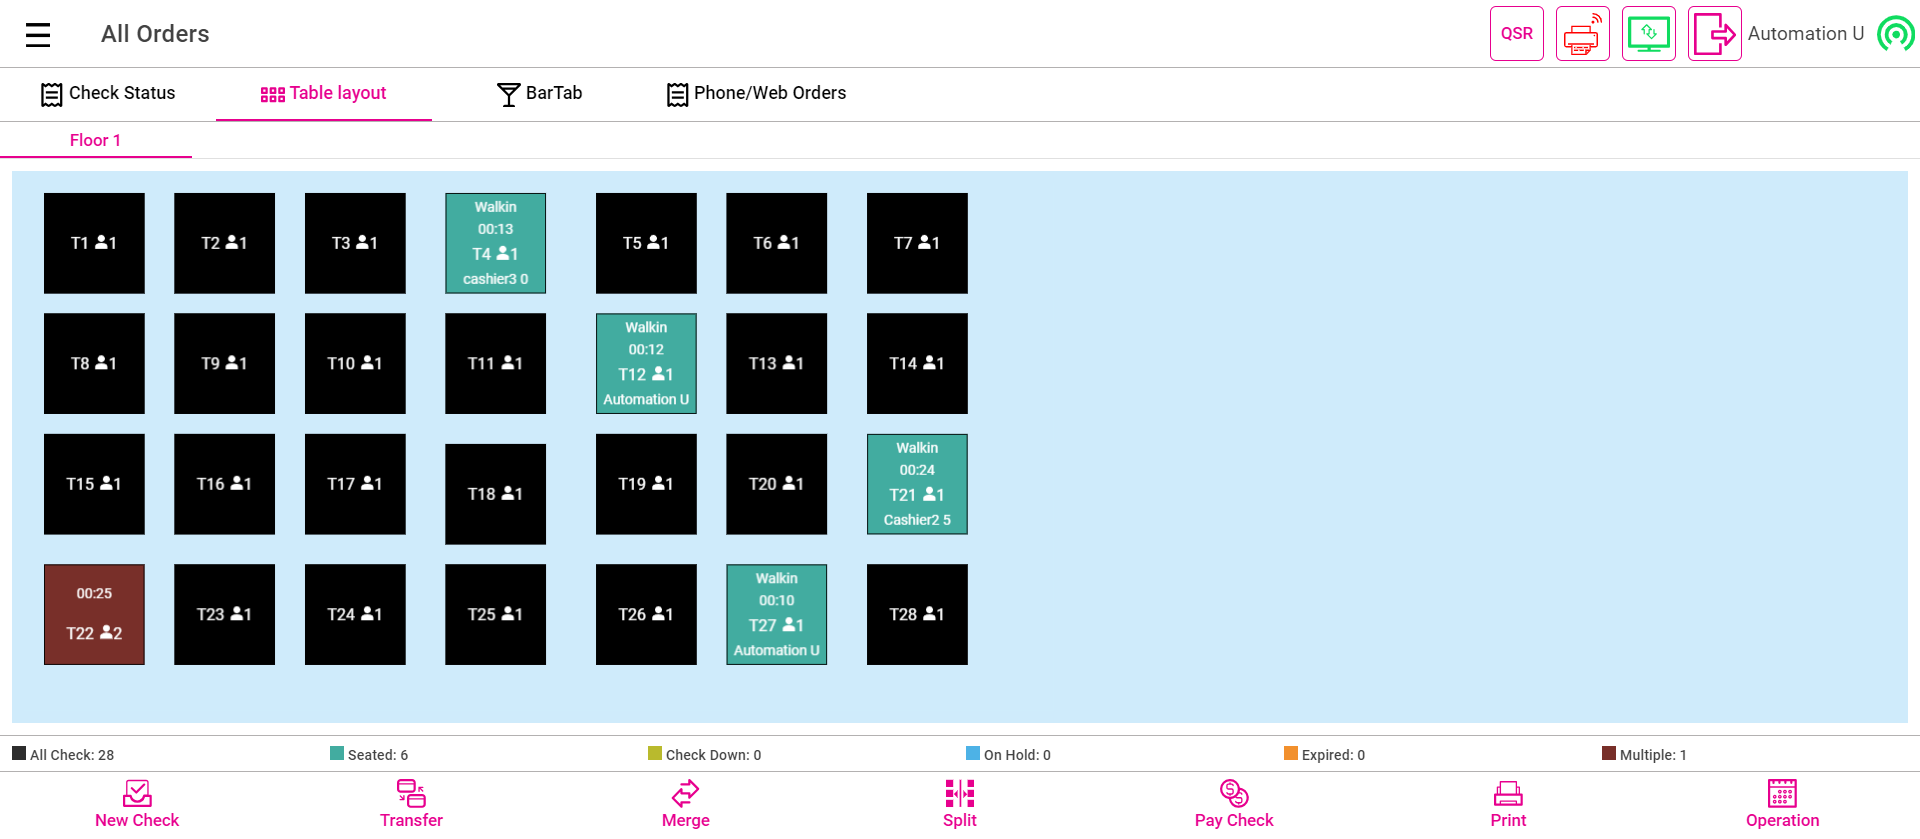 All Orders
QSR
Automation U
Check Status
Table layout
BarTab
Phone/Web Orders
Floor 1
T1 1
T2 1
T3 1
Walkin
00:13
T4 1
cashier3 0
T5 1
T6 1
T7 1
T8 1
T9 1
T10 1
T11 1
Walkin
00:12
T12 1
Automation U
T13 1
T14 1
T15 1
T16 1
T17 1
T18 1
T19 1
T20 1
Walkin
00:24
T21 1
Cashier2 5
00:25
T22 2
T23 1
T24 1
T25 1
T26 1
Walkin
00:10
T27 1
Automation U
T28 1
All Check: 28
Seated: 6
Check Down: 0
On Hold: 0
Expired: 0
Multiple: 1
New Check
Transfer
Merge
Split
Pay Check
Print
Operation